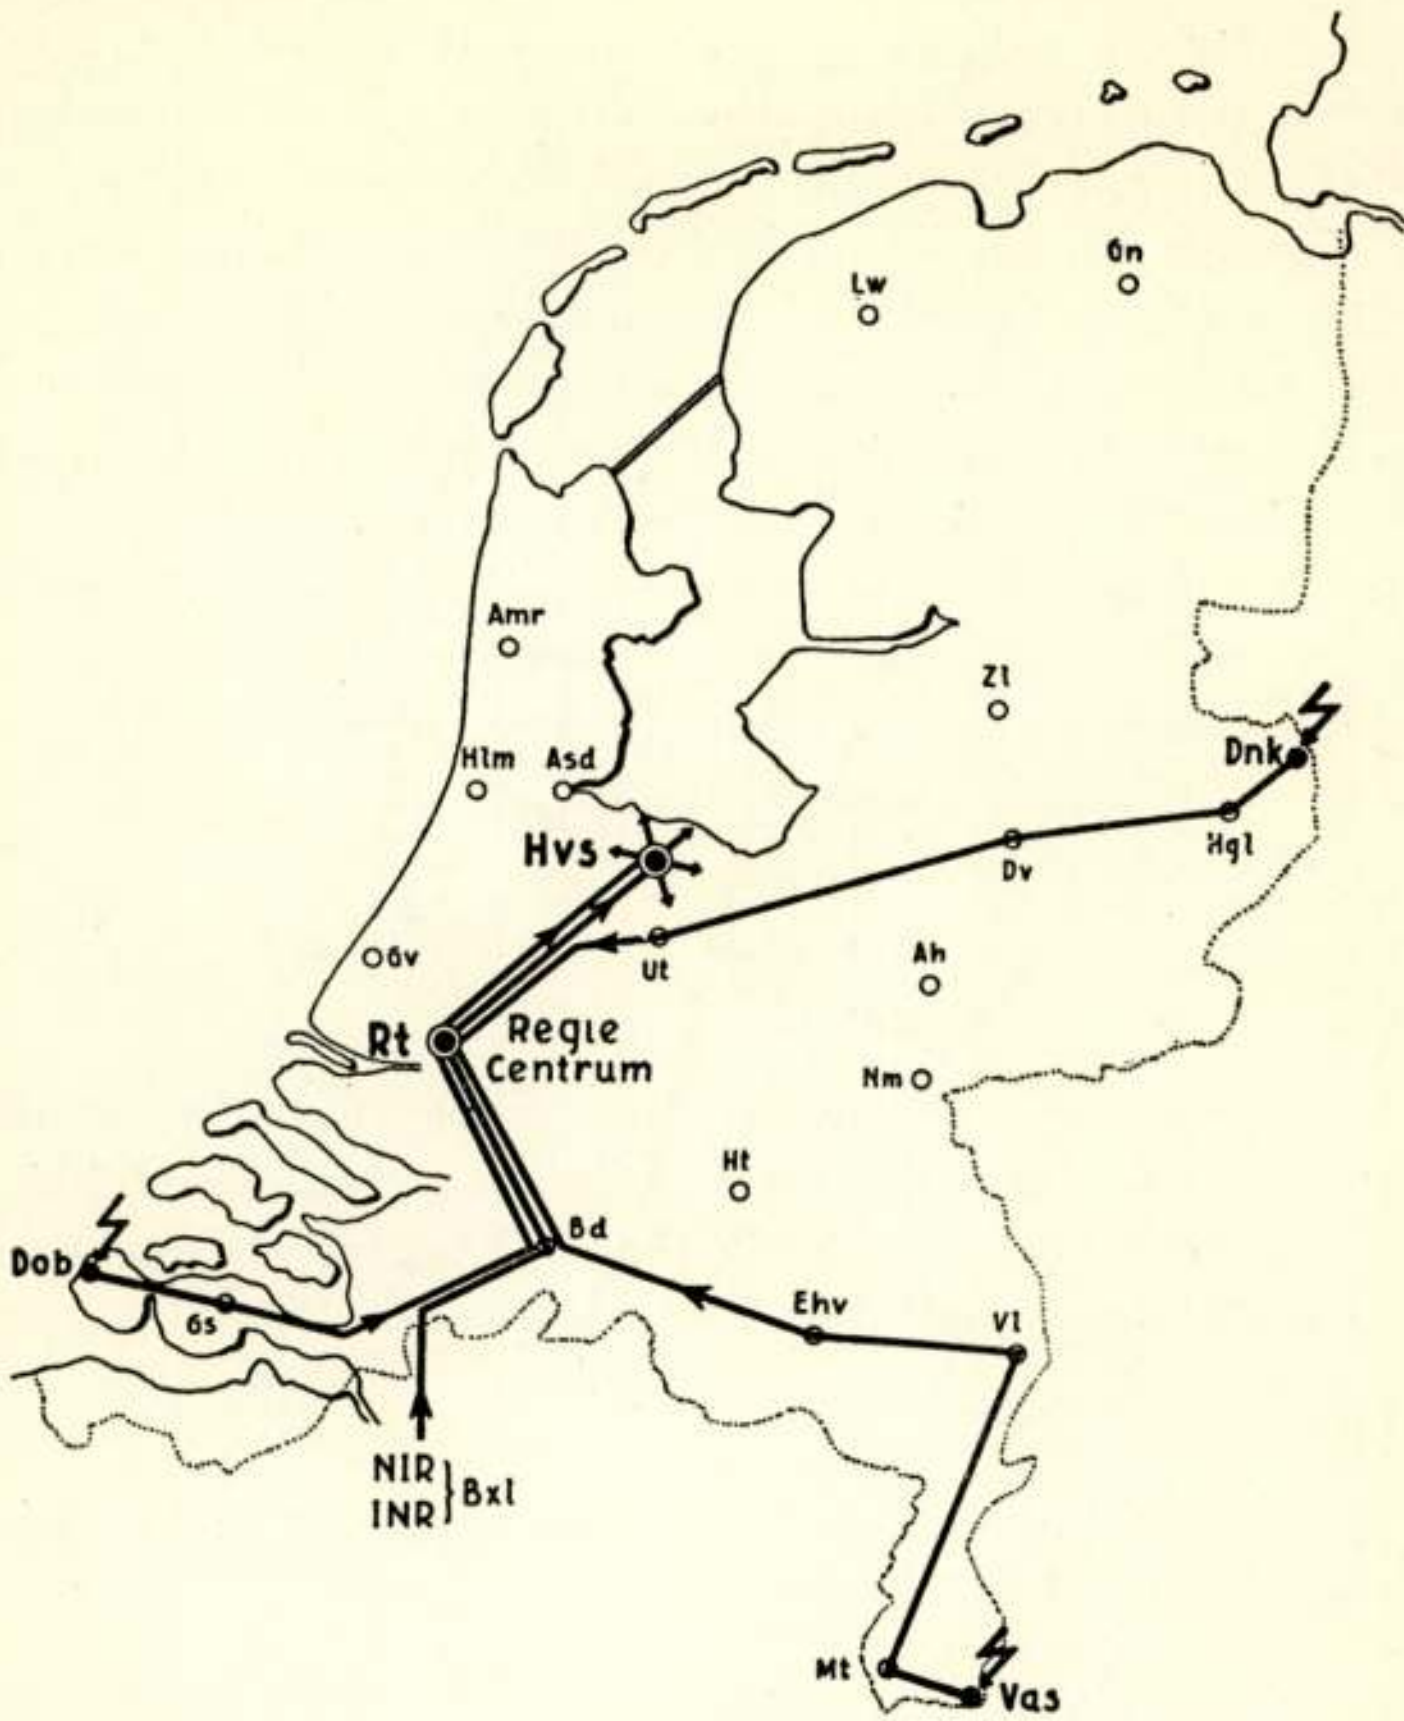 Gn
Lw
Amr
Zl
Dnk
Hlm Asd
Hvs
Hgl
Dv
Gv
Ut
Ah
Rt
Regie
Centrum
Nm
Ht
Bd
Dob
Gs
Ehv
Vl
NIR
INR
} Bxl
Mt
Vas